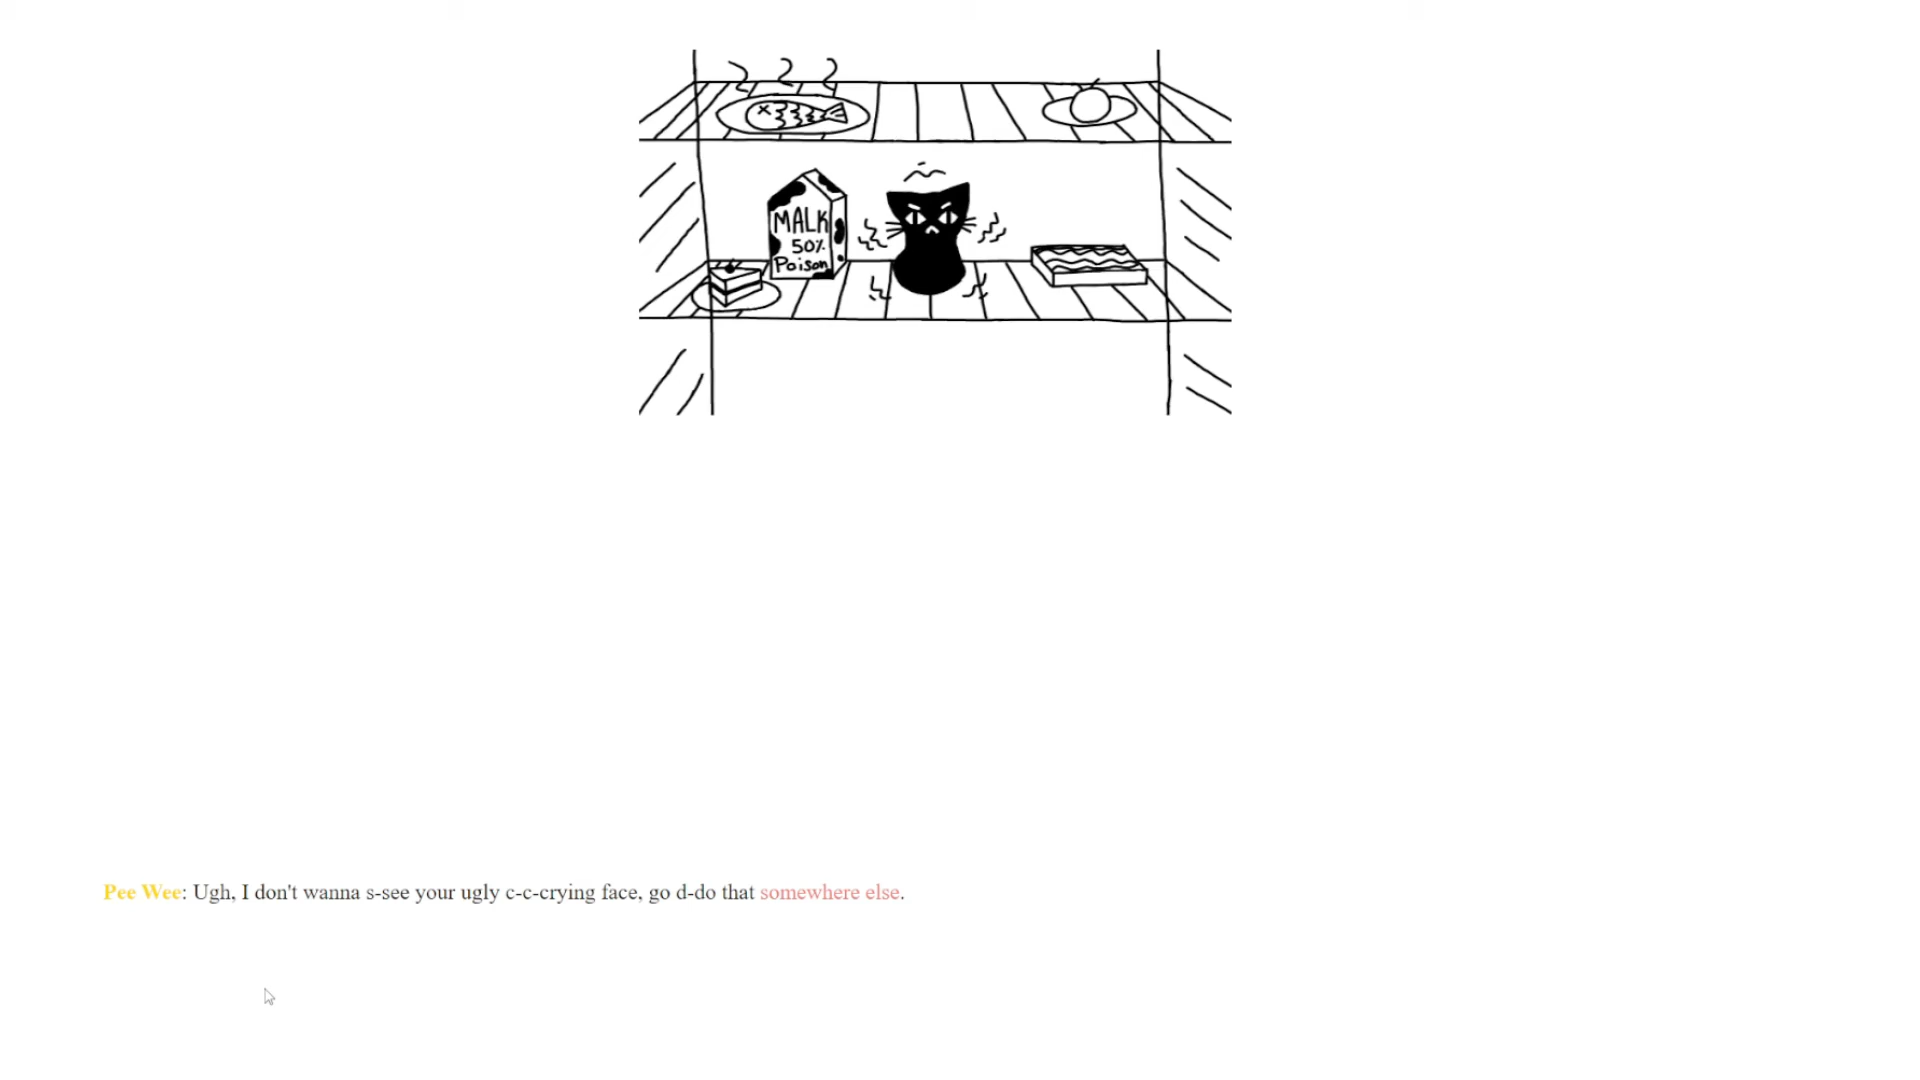 MALK
50%
Poison
Pee Wee: Ugh, I don't wanna s-see your ugly c-c-crying face, go d-do that somewhere else.